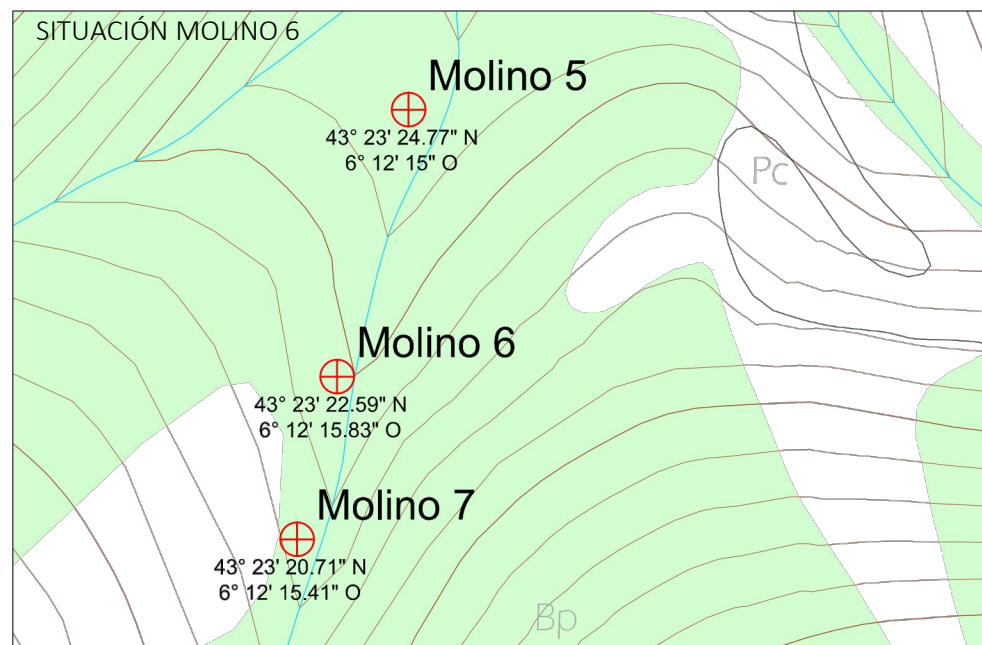 SITUACIÓN MOLINO 6
Molino 5
43° 23' 24.77" N
6° 12' 15" O
Pc
Molino 6
43° 23' 22.59" N
6° 12' 15.83" O
Molino 7
43° 23' 20.71" N
6° 12' 15.41" O
Bp